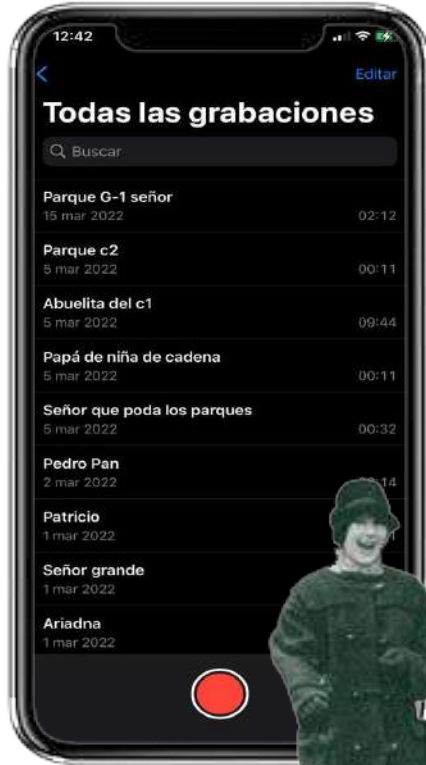 12:42
Editar
Todas las grabaciones
Buscar
Parque G-1 señor
15 mar 2022
02:12
Parque c2
5 mar 2022
00:11
Abuelita del c1
5 mar 2022
09:44
Papá de niña de cadena
5 mar 2022
00:11
Señor que poda los parques
5 mar 2022
00:32
Pedro Pan
2 mar 2022
Patricio
1 mar 2022
Señor grande
1 mar 2022
Ariadna
1 mar 2022